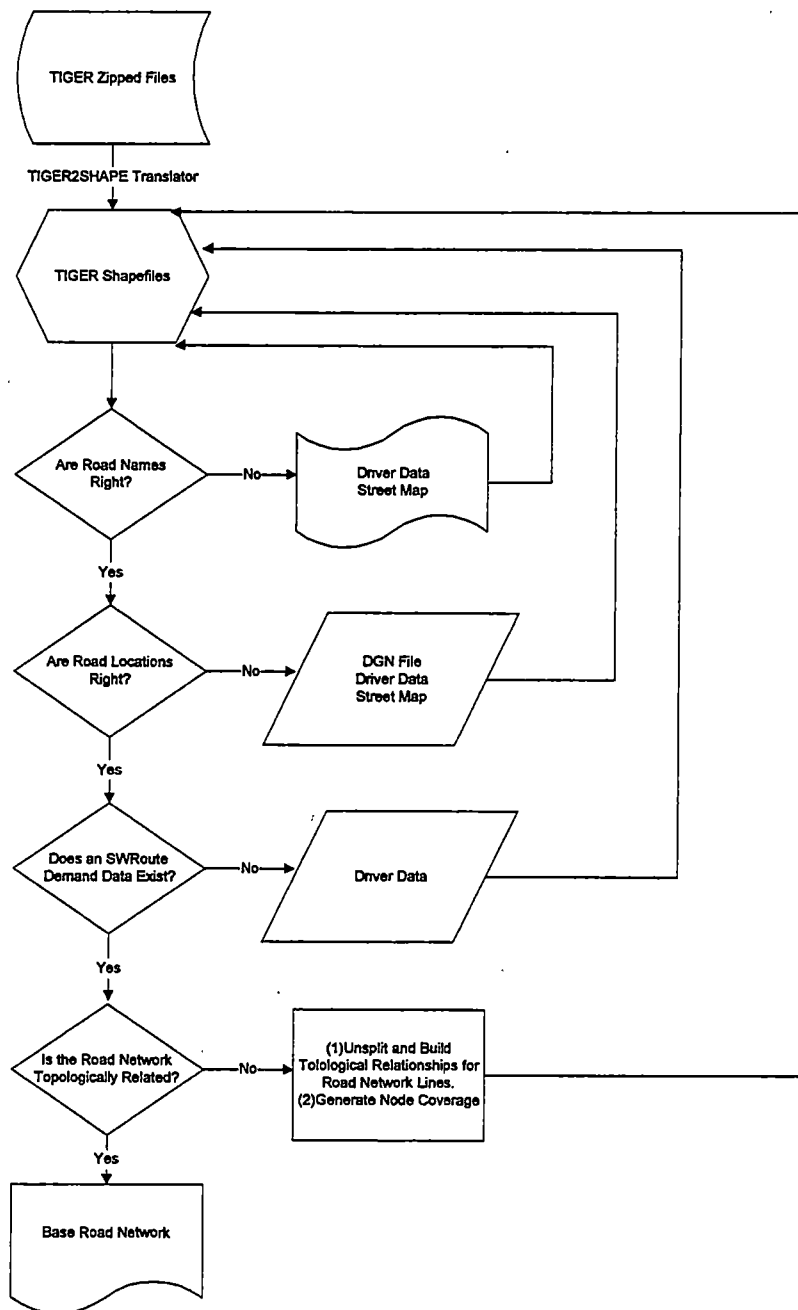 TIGER Zipped Files
TIGER2SHAPE Translator
TIGER Shapefiles
Are Road Names
Right?
No
Driver Data
Street Map
Yes
Are Road Locations
Right?
No
DGN File
Driver Data
Street Map
Yes
Does an SWRoute
Demand Data Exist?
No
Driver Data
Yes
Is the Road Network
Topologically Related?
No
(1)Unsplit and Build
Tolological Relationships for
Road Network Lines.
(2)Generate Node Coverage
Yes
Base Road Network